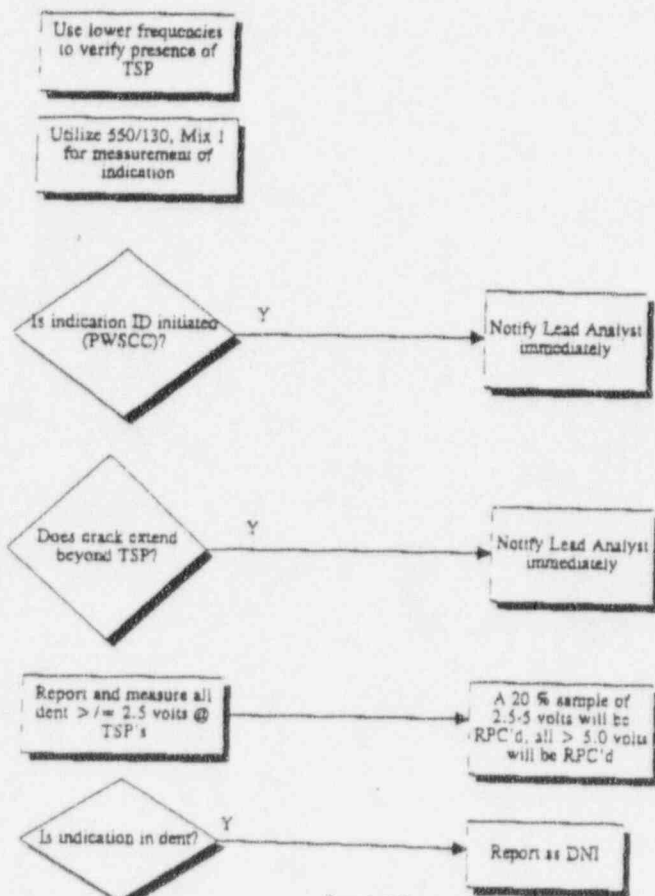 Use lower frequencies
to verify presence of
TSP
Utilize 550/130, Mix 1
for measurement of
indication
Is indication ID initiated
(PWSCC)?
Y
Notify Lead Analyst
immediately
Does crack extend
beyond TSP?
Y
Notify Lead Analyst
immediately
Report and measure all
dent >/= 2.5 volts @
TSP's
A 20 % sample of
2.5-5 volts will be
RPC'd, all > 5.0 volts
will be RPC'd
Is indication in dent?
Y
Report as DNI